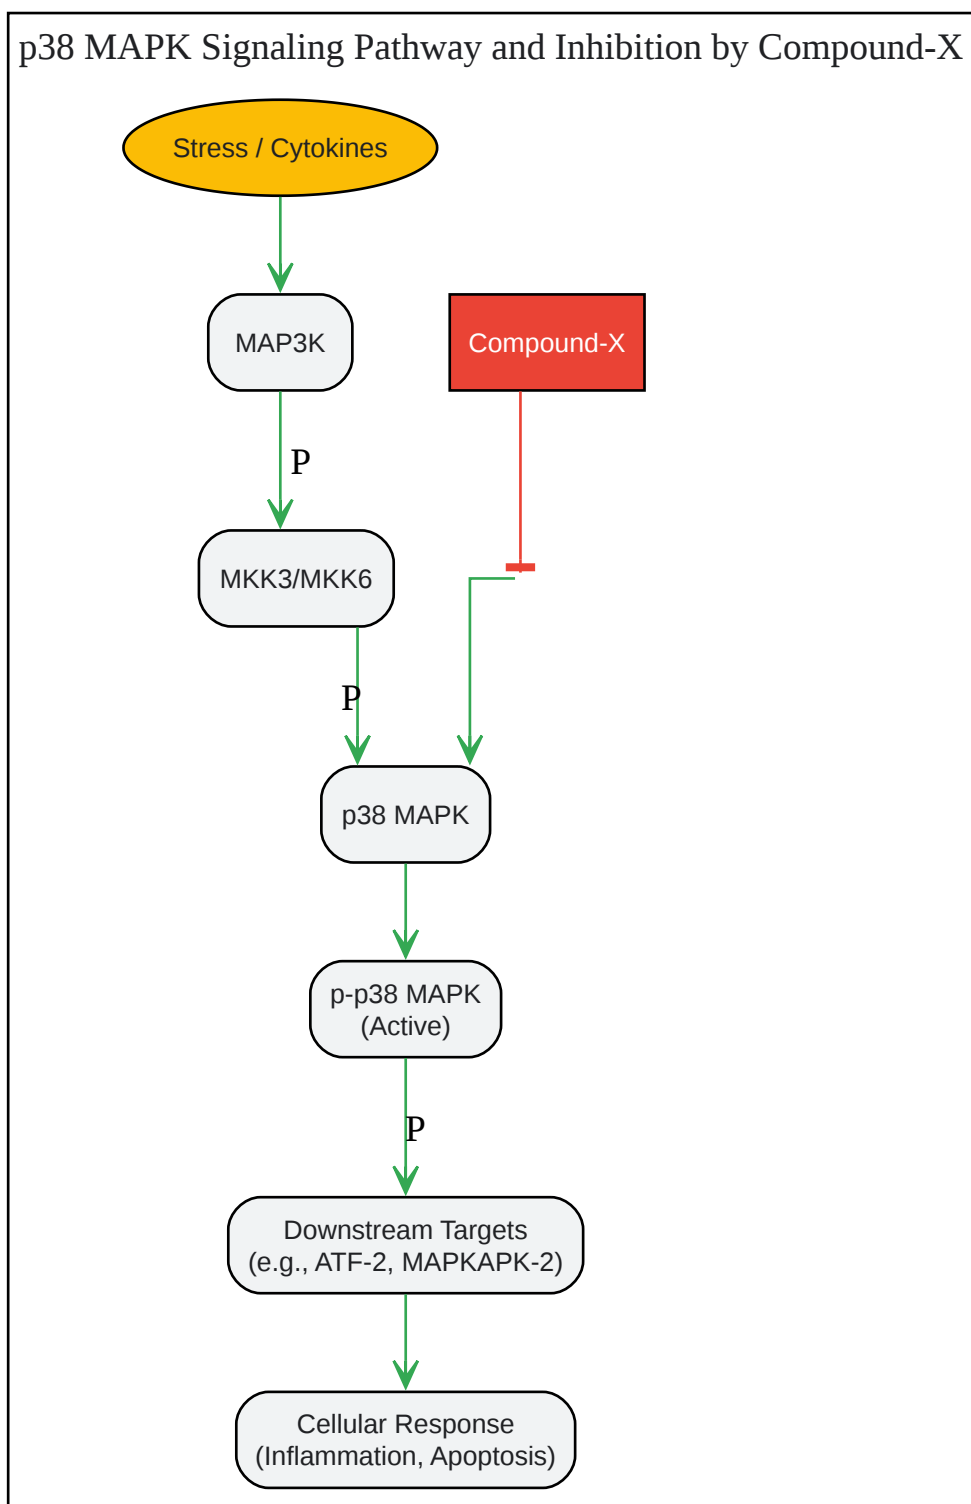 p38 MAPK Signaling Pathway and Inhibition by Compound-X
Stress / Cytokines
MAP3K
Compound-X
P
MKK3/MKK6
P
p38 MAPK
p-p38 MAPK
(Active)
P
Downstream Targets
(e.g., ATF-2, MAPKAPK-2)
Cellular Response
(Inflammation, Apoptosis)